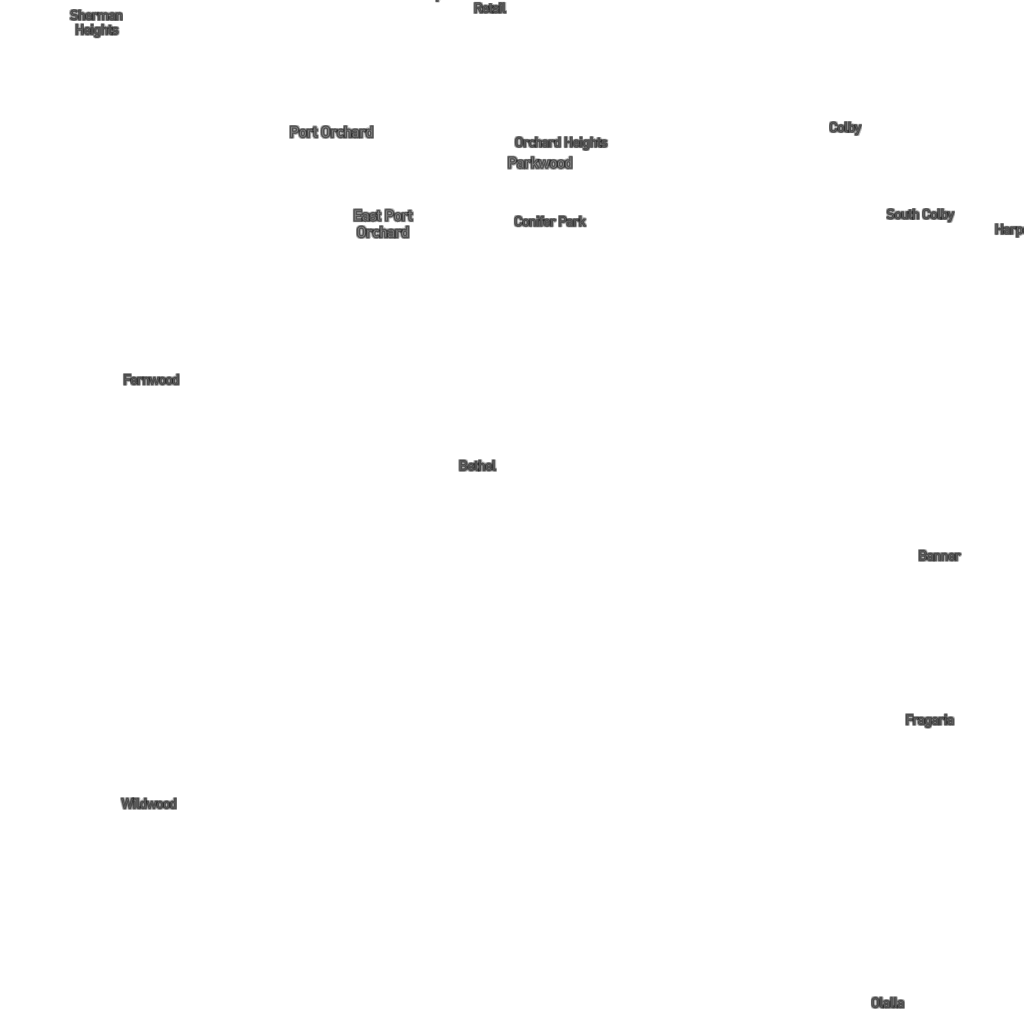 Retail
Sherman
Heights
Port Orchard
Colby
Orchard Heights
Parkwood
East Port
Orchard
Conifer Park
South Colby
Harp
Fernwood
Bethel
Banner
Fragaria
Wildwood
Olalla